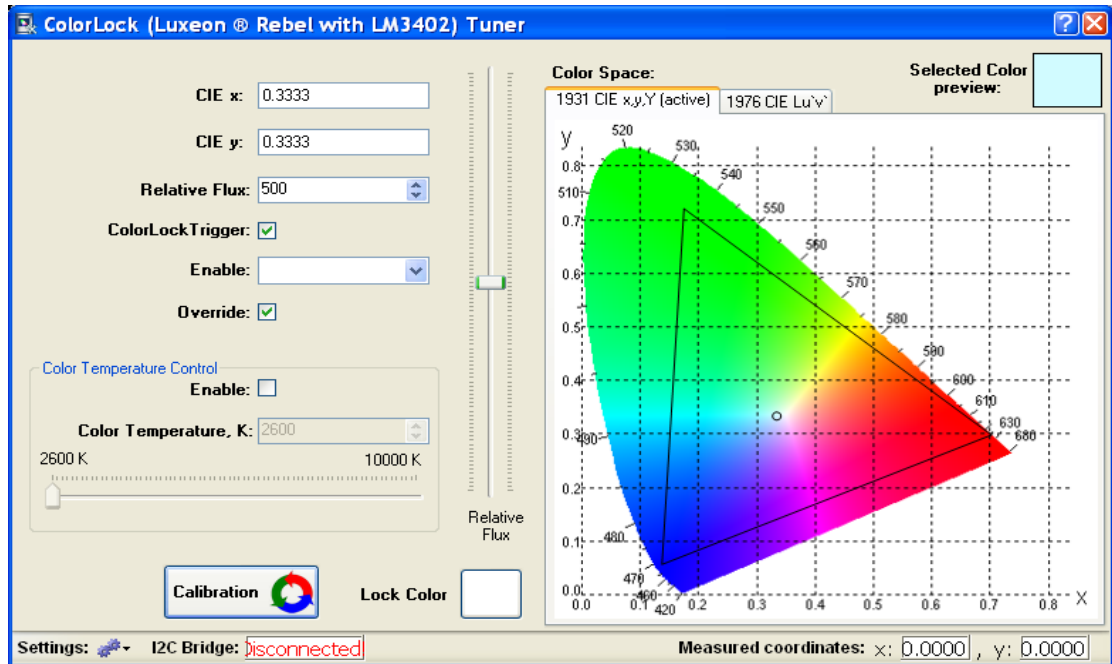 ColorLock (Luxeon ® Rebel with LM3402) Tuner
CIE x: 0.3333
CIE y: 0.3333
Relative Flux: 500
ColorLockTrigger:
Enable:
Override:
Color Temperature Control
Enable:
Color Temperature, K: 2600
2600 K 10000 K
Relative
Flux
Calibration
Lock Color
Color Space:
Selected Color
preview:
1931 CIE x,y,Y (active) 1976 CIE Lu`v`
y
520
530
0.8
540
510
0.7
550
560
0.6
570
0.5
580
590
0.4
600
610
630
0.3
490
680
0.2
480
0.1
470
460
0.0
420
0.0 0.1 0.2 0.3 0.4 0.5 0.6 0.7 0.8 x
Settings: I2C Bridge: Disconnected Measured coordinates: x: 0.0000 , y: 0.0000